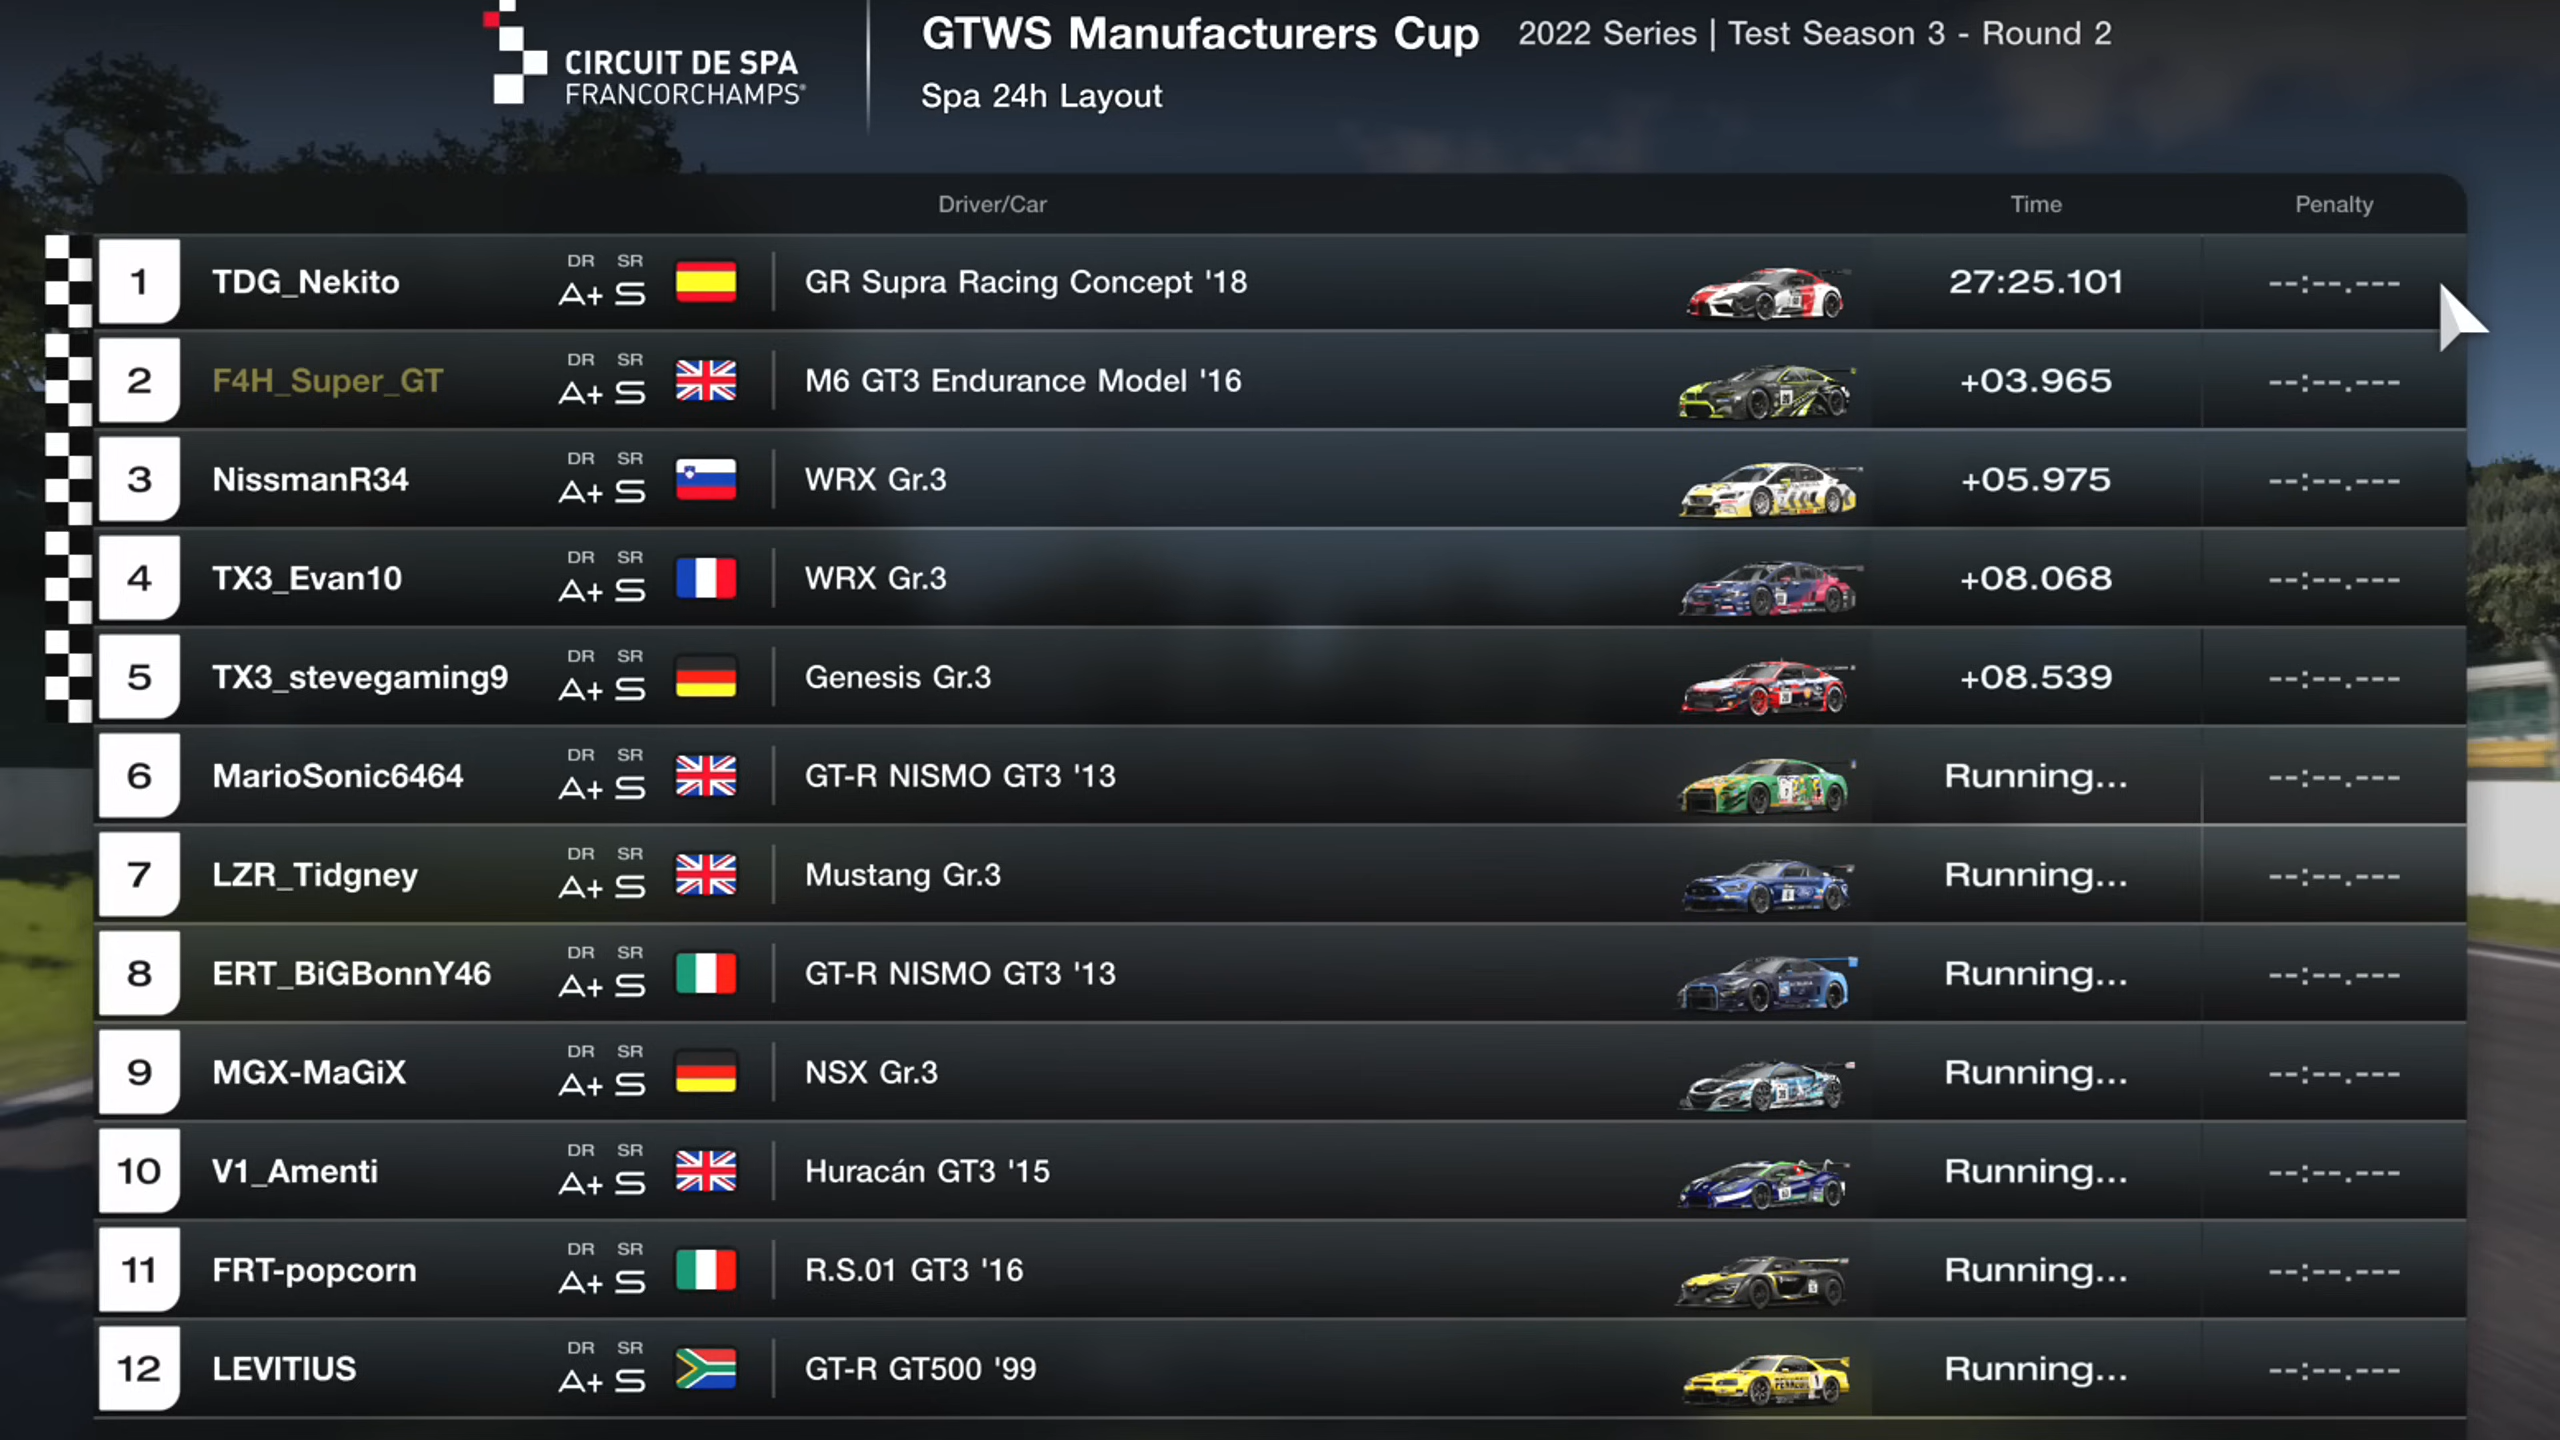 CIRCUIT DE SPA
FRANCORCHAMPS
GTWS Manufacturers Cup 2022 Series | Test Season 3 - Round 2
Spa 24h Layout
Driver/Car Time Penalty
1 TDG_Nekito DR A+ SR S GR Supra Racing Concept '18 27:25.101 --:--.---
2 F4H_Super_GT DR A+ SR S M6 GT3 Endurance Model '16 +03.965 --:--.---
3 NissmanR34 DR A+ SR S WRX Gr.3 +05.975 --:--.---
4 TX3_Evan10 DR A+ SR S WRX Gr.3 +08.068 --:--.---
5 TX3_stevegaming9 DR A+ SR S Genesis Gr.3 +08.539 --:--.---
6 MarioSonic6464 DR A+ SR S GT-R NISMO GT3 '13 Running... --:--.---
7 LZR_Tidgney DR A+ SR S Mustang Gr.3 Running... --:--.---
8 ERT_BiGBonnY46 DR A+ SR S GT-R NISMO GT3 '13 Running... --:--.---
9 MGX-MaGiX DR A+ SR S NSX Gr.3 Running... --:--.---
10 V1_Amenti DR A+ SR S Huracán GT3 '15 Running... --:--.---
11 FRT-popcorn DR A+ SR S R.S.01 GT3 '16 Running... --:--.---
12 LEVITIUS DR A+ SR S GT-R GT500 '99 Running... --:--.---